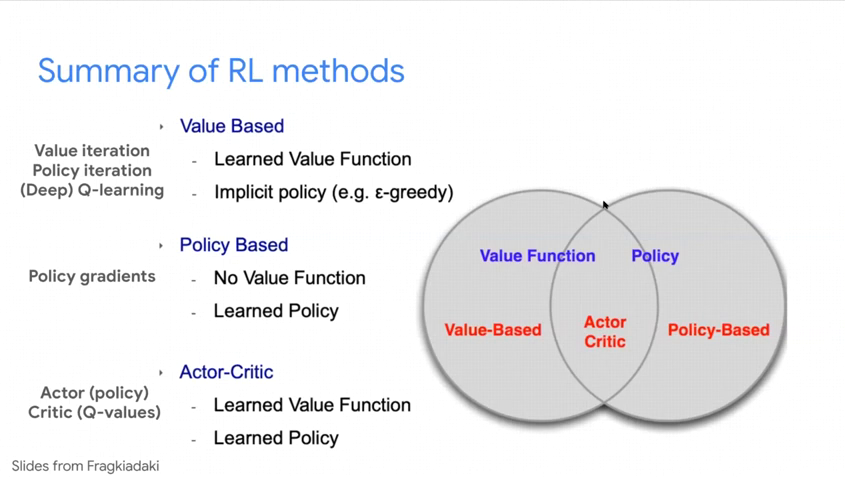 Summary of RL methods
Value iteration
Policy iteration
(Deep) Q-learning
Value Based
- Learned Value Function
- Implicit policy (e.g. ε-greedy)
Policy gradients
Policy Based
- No Value Function
- Learned Policy
Actor (policy)
Critic (Q-values)
Actor-Critic
- Learned Value Function
- Learned Policy
Value Function
Policy
Value-Based
Actor
Critic
Policy-Based
Slides from Fragkiadaki